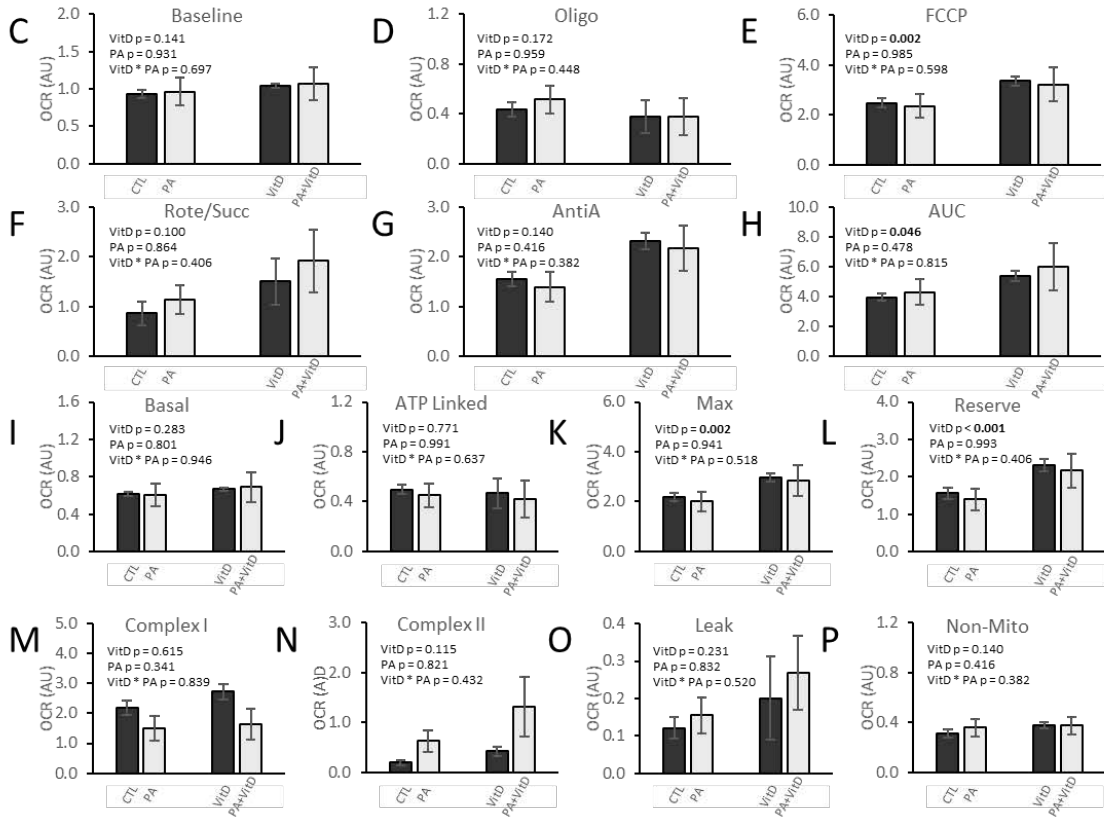 C
Baseline
VitD p = 0.141
PA p = 0.931
VitD * PA p = 0.697
OCR (AU)
2.0
1.5
1.0
0.5
0.0
CTL
PA
VitD
PA+VitD
D
Oligo
VitD p = 0.172
PA p = 0.959
VitD * PA p = 0.448
OCR (AU)
1.2
0.8
0.4
0.0
CTL
PA
VitD
PA+VitD
E
FCCP
VitD p = 0.002
PA p = 0.985
VitD * PA p = 0.598
OCR (AU)
6.0
4.0
2.0
0.0
CTL
PA
VitD
PA+VitD
F
Rote/Succ
VitD p = 0.100
PA p = 0.864
VitD * PA p = 0.406
OCR (AU)
3.0
2.0
1.0
0.0
CTL
PA
VitD
PA+VitD
G
AntiA
VitD p = 0.140
PA p = 0.416
VitD * PA p = 0.382
OCR (AU)
3.0
2.0
1.0
0.0
CTL
PA
VitD
PA+VitD
H
AUC
VitD p = 0.046
PA p = 0.478
VitD * PA p = 0.815
OCR (AU)
10.0
8.0
6.0
4.0
2.0
0.0
CTL
PA
VitD
PA+VitD
I
Basal
VitD p = 0.283
PA p = 0.801
VitD * PA p = 0.946
OCR (AU)
1.6
1.2
0.8
0.4
0.0
CTL
PA
VitD
PA+VitD
J
ATP Linked
VitD p = 0.771
PA p = 0.991
VitD * PA p = 0.637
OCR (AU)
1.2
0.8
0.4
0.0
CTL
PA
VitD
PA+VitD
K
Max
VitD p = 0.002
PA p = 0.941
VitD * PA p = 0.518
OCR (AU)
6.0
4.0
2.0
0.0
CTL
PA
VitD
PA+VitD
L
Reserve
VitD p < 0.001
PA p = 0.993
VitD * PA p = 0.406
OCR (AU)
4.0
3.0
2.0
1.0
0.0
CTL
PA
VitD
PA+VitD
M
Complex I
VitD p = 0.615
PA p = 0.341
VitD * PA p = 0.839
OCR (AU)
5.0
4.0
3.0
2.0
1.0
0.0
CTL
PA
VitD
PA+VitD
N
Complex II
VitD p = 0.115
PA p = 0.821
VitD * PA p = 0.432
3.0
2.0
1.0
0.0
CTL
PA
VitD
PA+VitD
O
Leak
VitD p = 0.231
PA p = 0.832
VitD * PA p = 0.520
OCR (AU)
0.4
0.3
0.2
0.1
0.0
CTL
PA
VitD
PA+VitD
P
Non-Mito
VitD p = 0.140
PA p = 0.416
VitD * PA p = 0.382
OCR (AU)
1.2
0.8
0.4
0.0
CTL
PA
VitD
PA+VitD